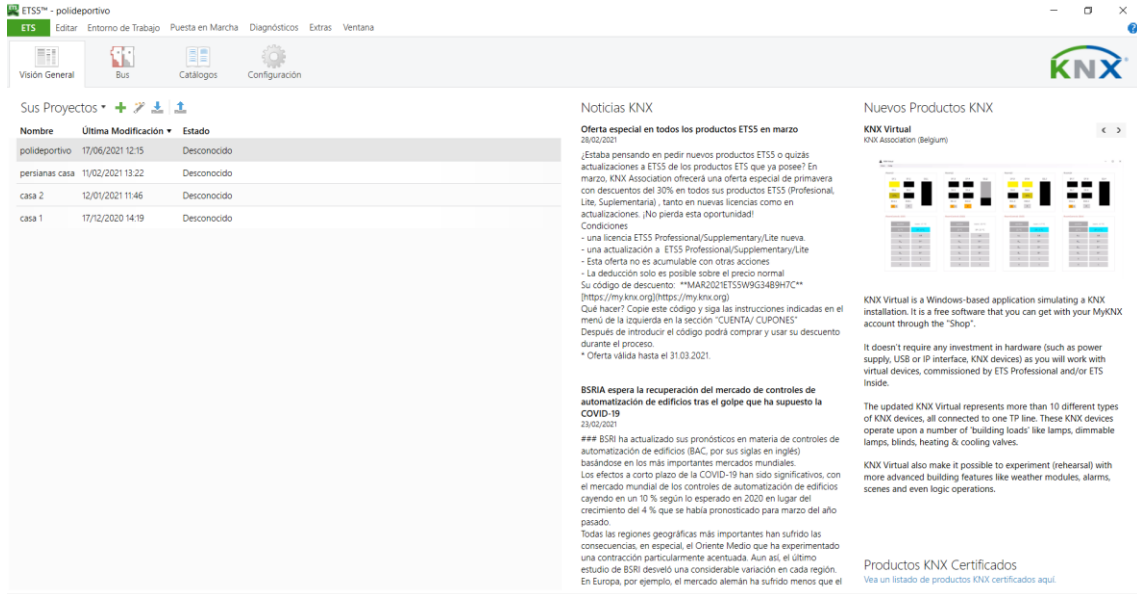 ETS5™ - polideportivo
ETS Editar Entorno de Trabajo Puesta en Marcha Diagnósticos Extras Ventana
Visión General Bus Catálogos Configuración
KNX
Sus Proyectos
Nombre Última Modificación Estado
polideportivo 17/06/2021 12:15 Desconocido
persianas casa 11/02/2021 13:22 Desconocido
casa 2 12/01/2021 11:46 Desconocido
casa 1 17/12/2020 14:19 Desconocido
Noticias KNX
Oferta especial en todos los productos ETS5 en marzo
28/02/2021
¿Estaba pensando en pedir nuevos productos ETS5 o quizás
actualizaciones a ETS5 de los productos ETS que ya posee? En
marzo, KNX Association ofrecerá una oferta especial de primavera
con descuentos del 30% en todos sus productos ETS5 (Profesional,
Lite, Suplementaria) , tanto en nuevas licencias como en
actualizaciones. ¡No pierda esta oportunidad!
Condiciones
- una licencia ETS5 Professional/Supplementary/Lite nueva.
- una actualización a ETS5 Professional/Supplementary/Lite
- Esta oferta no es acumulable con otras acciones
- La deducción solo es posible sobre el precio normal
Su código de descuento: **MAR2021ETS5W9G34B9H7C**
[https://my.knx.org](https://my.knx.org)
Qué hacer? Copie este código y siga las instrucciones indicadas en el
menú de la izquierda en la sección "CUENTA/ CUPONES"
Después de introducir el código podrá comprar y usar su descuento
durante el proceso.
* Oferta válida hasta el 31.03.2021.
BSRIA espera la recuperación del mercado de controles de
automatización de edificios tras el golpe que ha supuesto la
COVID-19
23/02/2021
### BSRI ha actualizado sus pronósticos en materia de controles de
automatización de edificios (BAC, por sus siglas en inglés)
basándose en los más importantes mercados mundiales.
Los efectos a corto plazo de la COVID-19 han sido significativos, con
el mercado mundial de los controles de automatización de edificios
cayendo en un 10 % según lo esperado en 2020 en lugar del
crecimiento del 4 % que se había pronosticado para marzo del año
pasado.
Todas las regiones geográficas más importantes han sufrido las
consecuencias, en especial, el Oriente Medio que ha experimentado
una contracción particularmente acentuada. Aun así, el último
estudio de BSRI desveló una considerable variación en cada región.
En Europa, por ejemplo, el mercado alemán ha sufrido menos que el
Nuevos Productos KNX
KNX Virtual
KNX Association (Belgium)
KNX Virtual is a Windows-based application simulating a KNX
installation. It is a free software that you can get with your MyKNX
account through the "Shop".
It doesn't require any investment in hardware (such as power
supply, USB or IP interface, KNX devices) as you will work with
virtual devices, commissioned by ETS Professional and/or ETS
Inside.
The updated KNX Virtual represents more than 10 different types
of KNX devices, all connected to one TP line. These KNX devices
operate upon a number of 'building loads' like lamps, dimmable
lamps, blinds, heating & cooling valves.
KNX Virtual also make it possible to experiment (rehearsal) with
more advanced building features like weather modules, alarms,
scenes and even logic operations.
Productos KNX Certificados
Vea un listado de productos KNX certificados aquí.